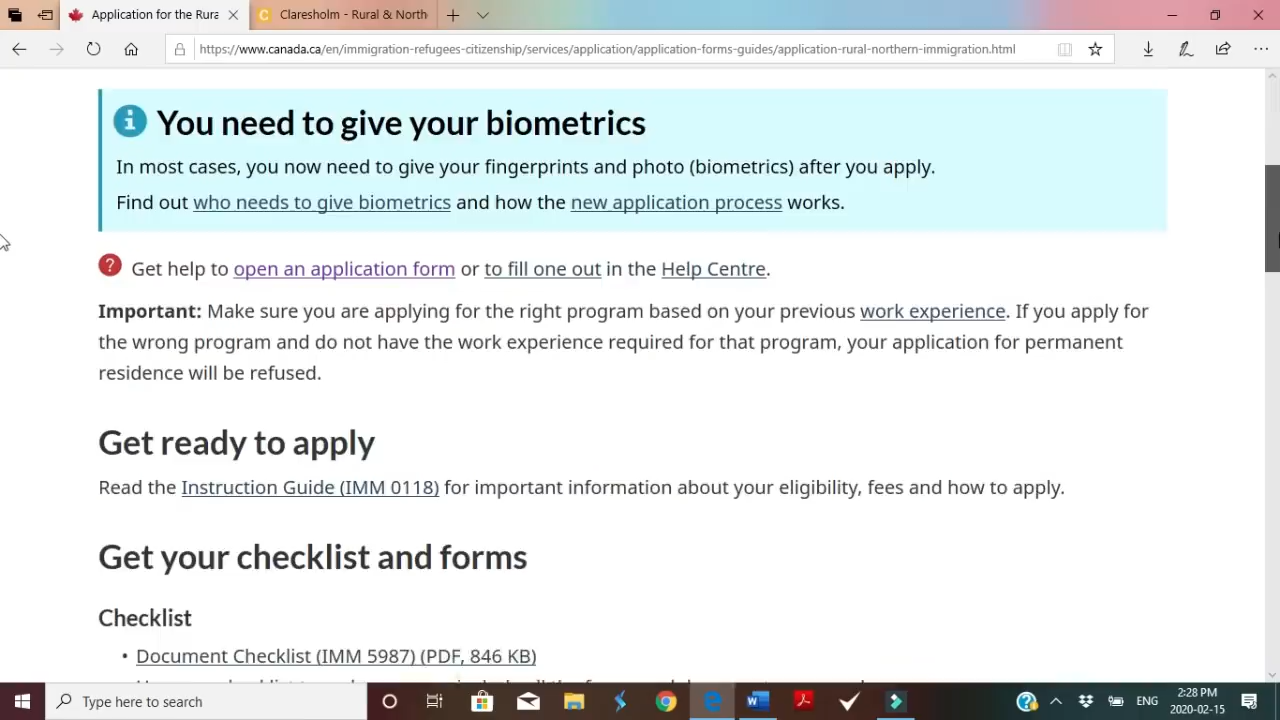 Application for the Rura
Claresholm - Rural & North
https://www.canada.ca/en/immigration-refugees-citizenship/services/application/application-forms-guides/application-rural-northern-immigration.html
You need to give your biometrics
In most cases, you now need to give your fingerprints and photo (biometrics) after you apply.
Find out who needs to give biometrics and how the new application process works.
Get help to open an application form or to fill one out in the Help Centre.
Important: Make sure you are applying for the right program based on your previous work experience. If you apply for
the wrong program and do not have the work experience required for that program, your application for permanent
residence will be refused.
Get ready to apply
Read the Instruction Guide (IMM 0118) for important information about your eligibility, fees and how to apply.
Get your checklist and forms
Checklist
• Document Checklist (IMM 5987) (PDF, 846 KB)
Type here to search
ENG
2:28 PM
2020-02-15